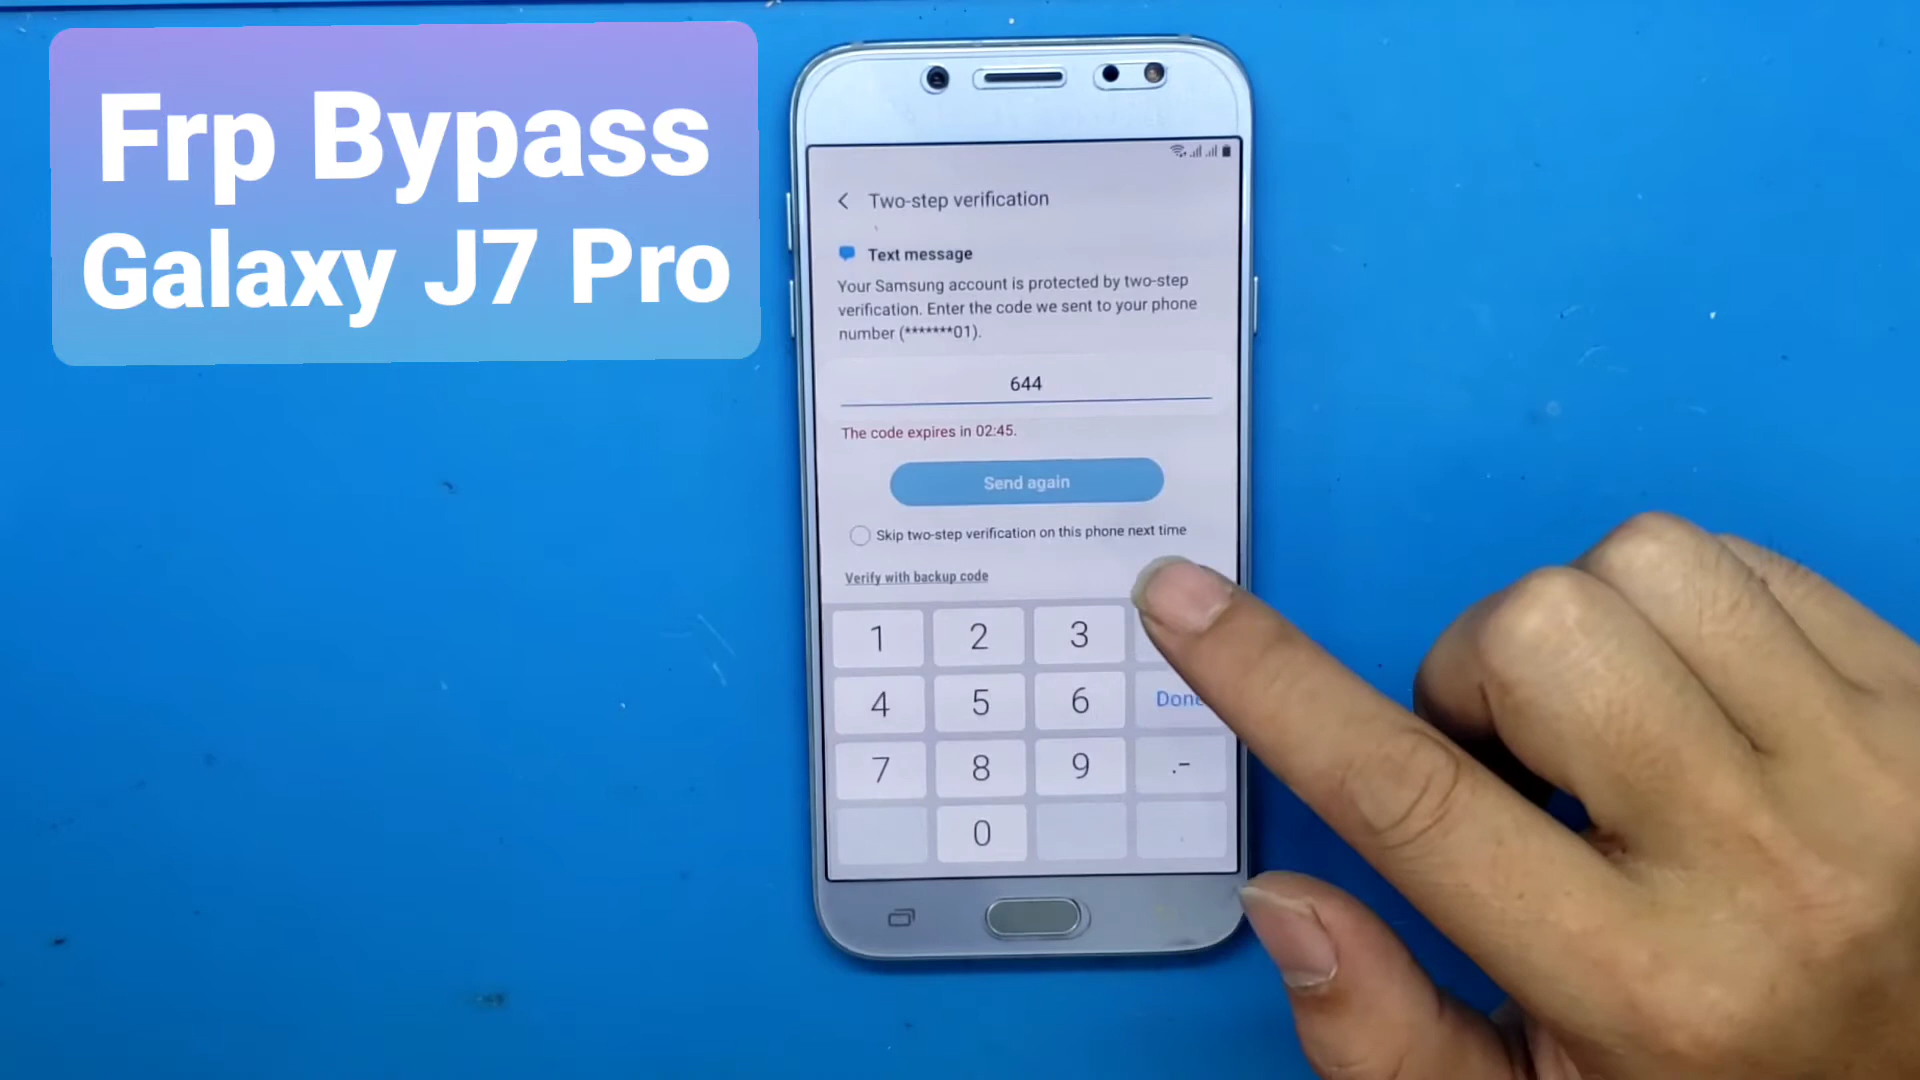 Frp Bypass
Galaxy J7 Pro
Two-step verification
Text message
Your Samsung account is protected by two-step
verification. Enter the code we sent to your phone
number (*******01).
644
The code expires in 02:45.
Send again
Skip two-step verification on this phone next time
Verify with backup code
1 2 3
4 5 6 Done
7 8 9 .-
0